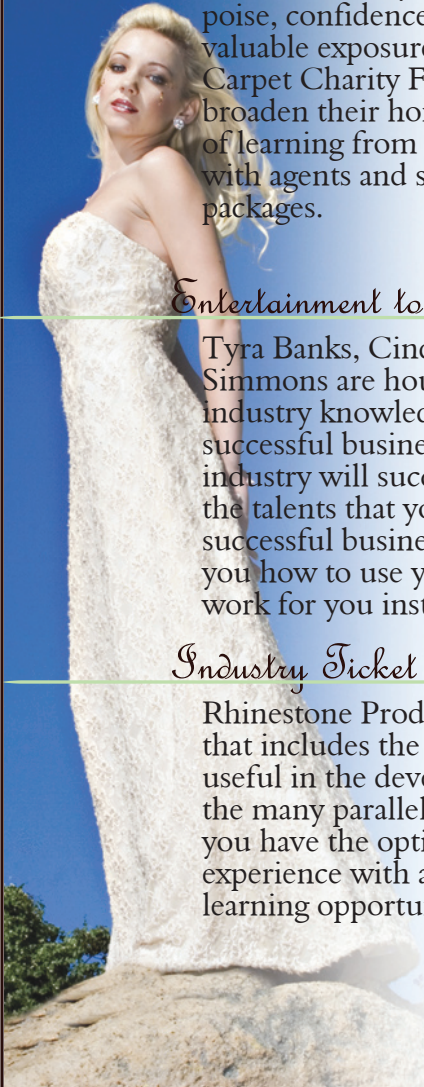 poise, confidence
valuable exposur
Carpet Charity F
broaden their ho
of learning from
with agents and s
packages.
Entertainment to
Tyra Banks, Cind
Simmons are hou
industry knowled
successful busine
industry will suc
the talents that yo
successful busine
you how to use y
work for you inst
Industry Ticket
Rhinestone Prod
that includes the
useful in the deve
the many parallel
you have the opti
experience with a
learning opportu